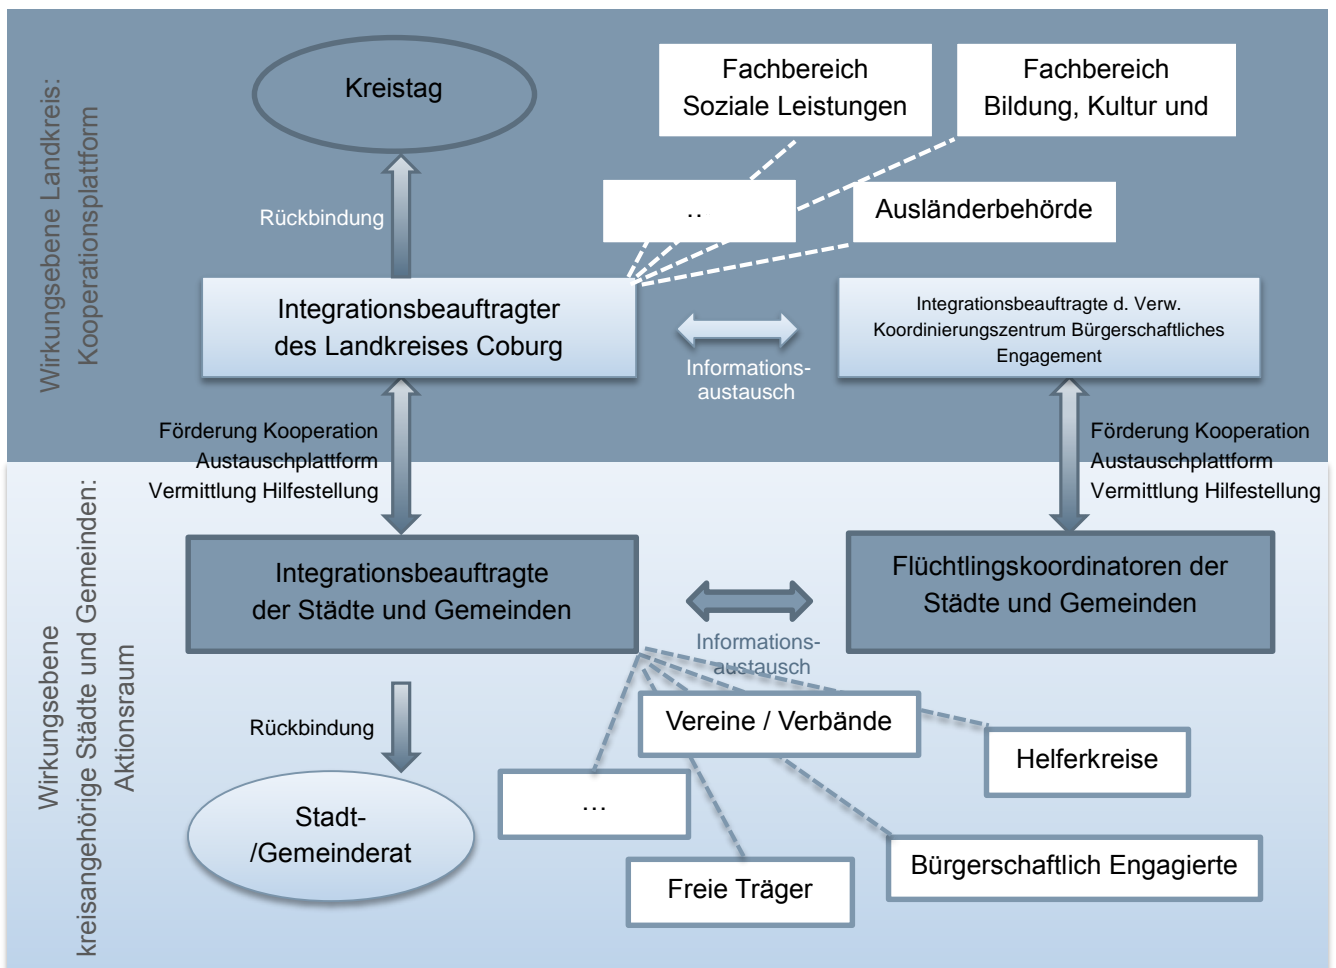 Wirkungsebene Landkreis:
Kooperationsplattform
Kreistag
Fachbereich
Soziale Leistungen
Fachbereich
Bildung, Kultur und
Rückbindung
..
Ausländerbehörde
Integrationsbeauftragter
des Landkreises Coburg
Informations-
austausch
Integrationsbeauftragte d. Verw.
Koordinierungszentrum Bürgerschaftliches
Engagement
Förderung Kooperation
Austauschplattform
Vermittlung Hilfestellung
Förderung Kooperation
Austauschplattform
Vermittlung Hilfestellung
Wirkungsebene
kreisangehörige Städte und Gemeinden:
Aktionsraum
Integrationsbeauftragte
der Städte und Gemeinden
Informations-
austausch
Flüchtlingskoordinatoren der
Städte und Gemeinden
Rückbindung
Vereine / Verbände
Helferkreise
...
Stadt-
/Gemeinderat
Freie Träger
Bürgerschaftlich Engagierte